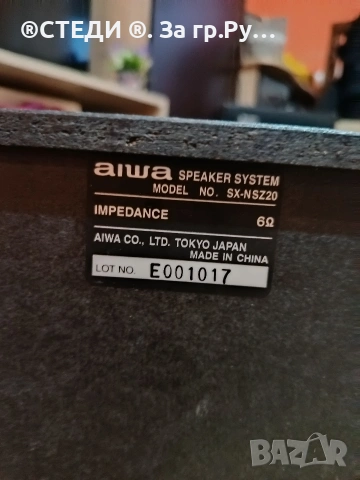 ®СТЕДИ ®. За гр.Ру...
aiwa SPEAKER SYSTEM
MODEL NO. SX-NSZ20
IMPEDANCE 6Ω
AIWA CO., LTD. TOKYO JAPAN
MADE IN CHINA
LOT NO. E001017
BAZAR